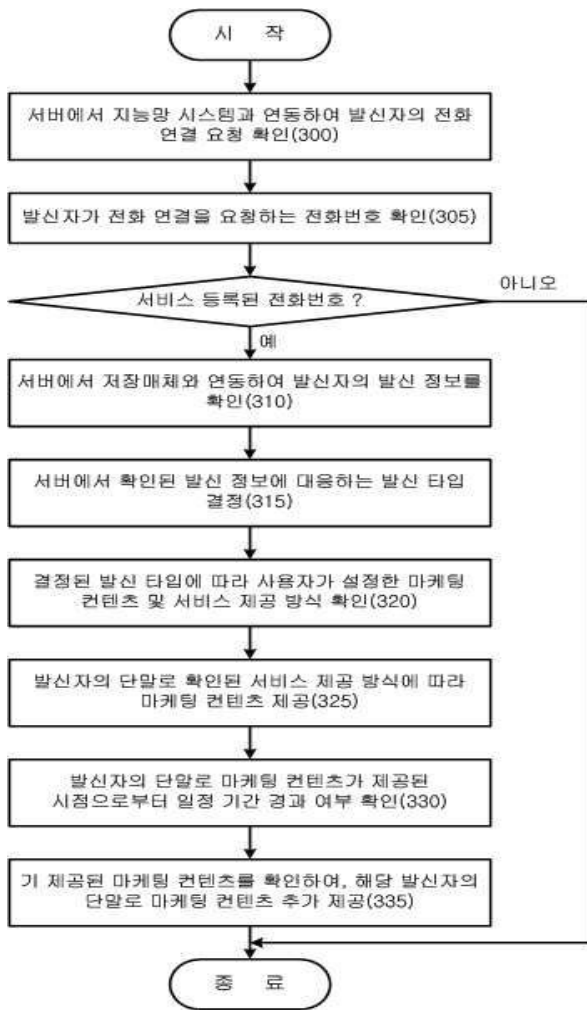 시 작
서버에서 지능망 시스템과 연동하여 발신자의 전화
연결 요청 확인(300)
발신자가 전화 연결을 요청하는 전화번호 확인(305)
아니오
서비스 등록된 전화번호 ?
예
서버에서 저장매체와 연동하여 발신자의 발신 정보를
확인(310)
서버에서 확인된 발신 정보에 대응하는 발신 타입
결정(315)
결정된 발신 타입에 따라 사용자가 설정한 마케팅
컨텐츠 및 서비스 제공 방식 확인(320)
발신자의 단말로 확인된 서비스 제공 방식에 따라
마케팅 컨텐츠 제공(325)
발신자의 단말로 마케팅 컨텐츠가 제공된
시점으로부터 일정 기간 경과 여부 확인(330)
기 제공된 마케팅 컨텐츠를 확인하여, 해당 발신자의
단말로 마케팅 컨텐츠 추가 제공(335)
종 료